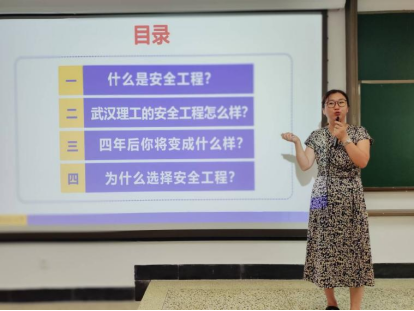 目录
一 什么是安全工程?
二 武汉理工的安全工程怎么样?
三 四年后你将变成什么样?
四 为什么选择安全工程?